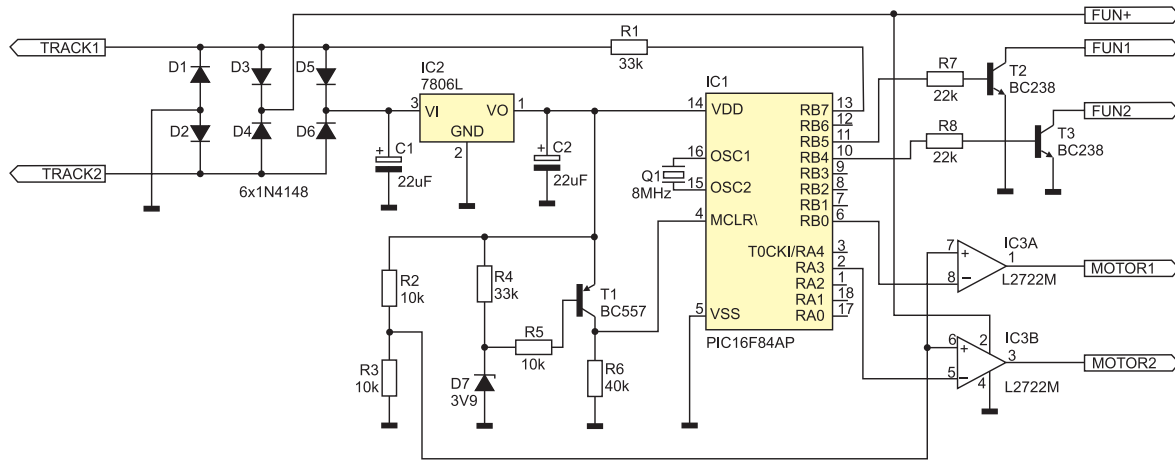 FUN+
TRACK1
R1
33k
FUN1
D1
D3
D5
IC2
7806L
IC1
R7
22k
T2
BC238
3
VI
VO
1
14
VDD
RB7
13
RB6
12
RB5
11
FUN2
D2
D4
D6
GND
2
C1
22uF
+
C2
22uF
+
16
OSC1
RB4
10
R8
22k
T3
BC238
RB3
9
Q1
8MHz
15
OSC2
RB2
8
TRACK2
6x1N4148
RB1
7
4
MCLR\
RB0
6
T0CKI/RA4
3
7
+
IC3A
1
MOTOR1
8
−
L2722M
R2
10k
R4
33k
T1
BC557
RA3
2
RA2
1
RA1
18
5
VSS
RA0
17
PIC16F84AP
R5
10k
R3
10k
D7
3V9
R6
40k
6
+
2
IC3B
3
MOTOR2
5
−
4
L2722M